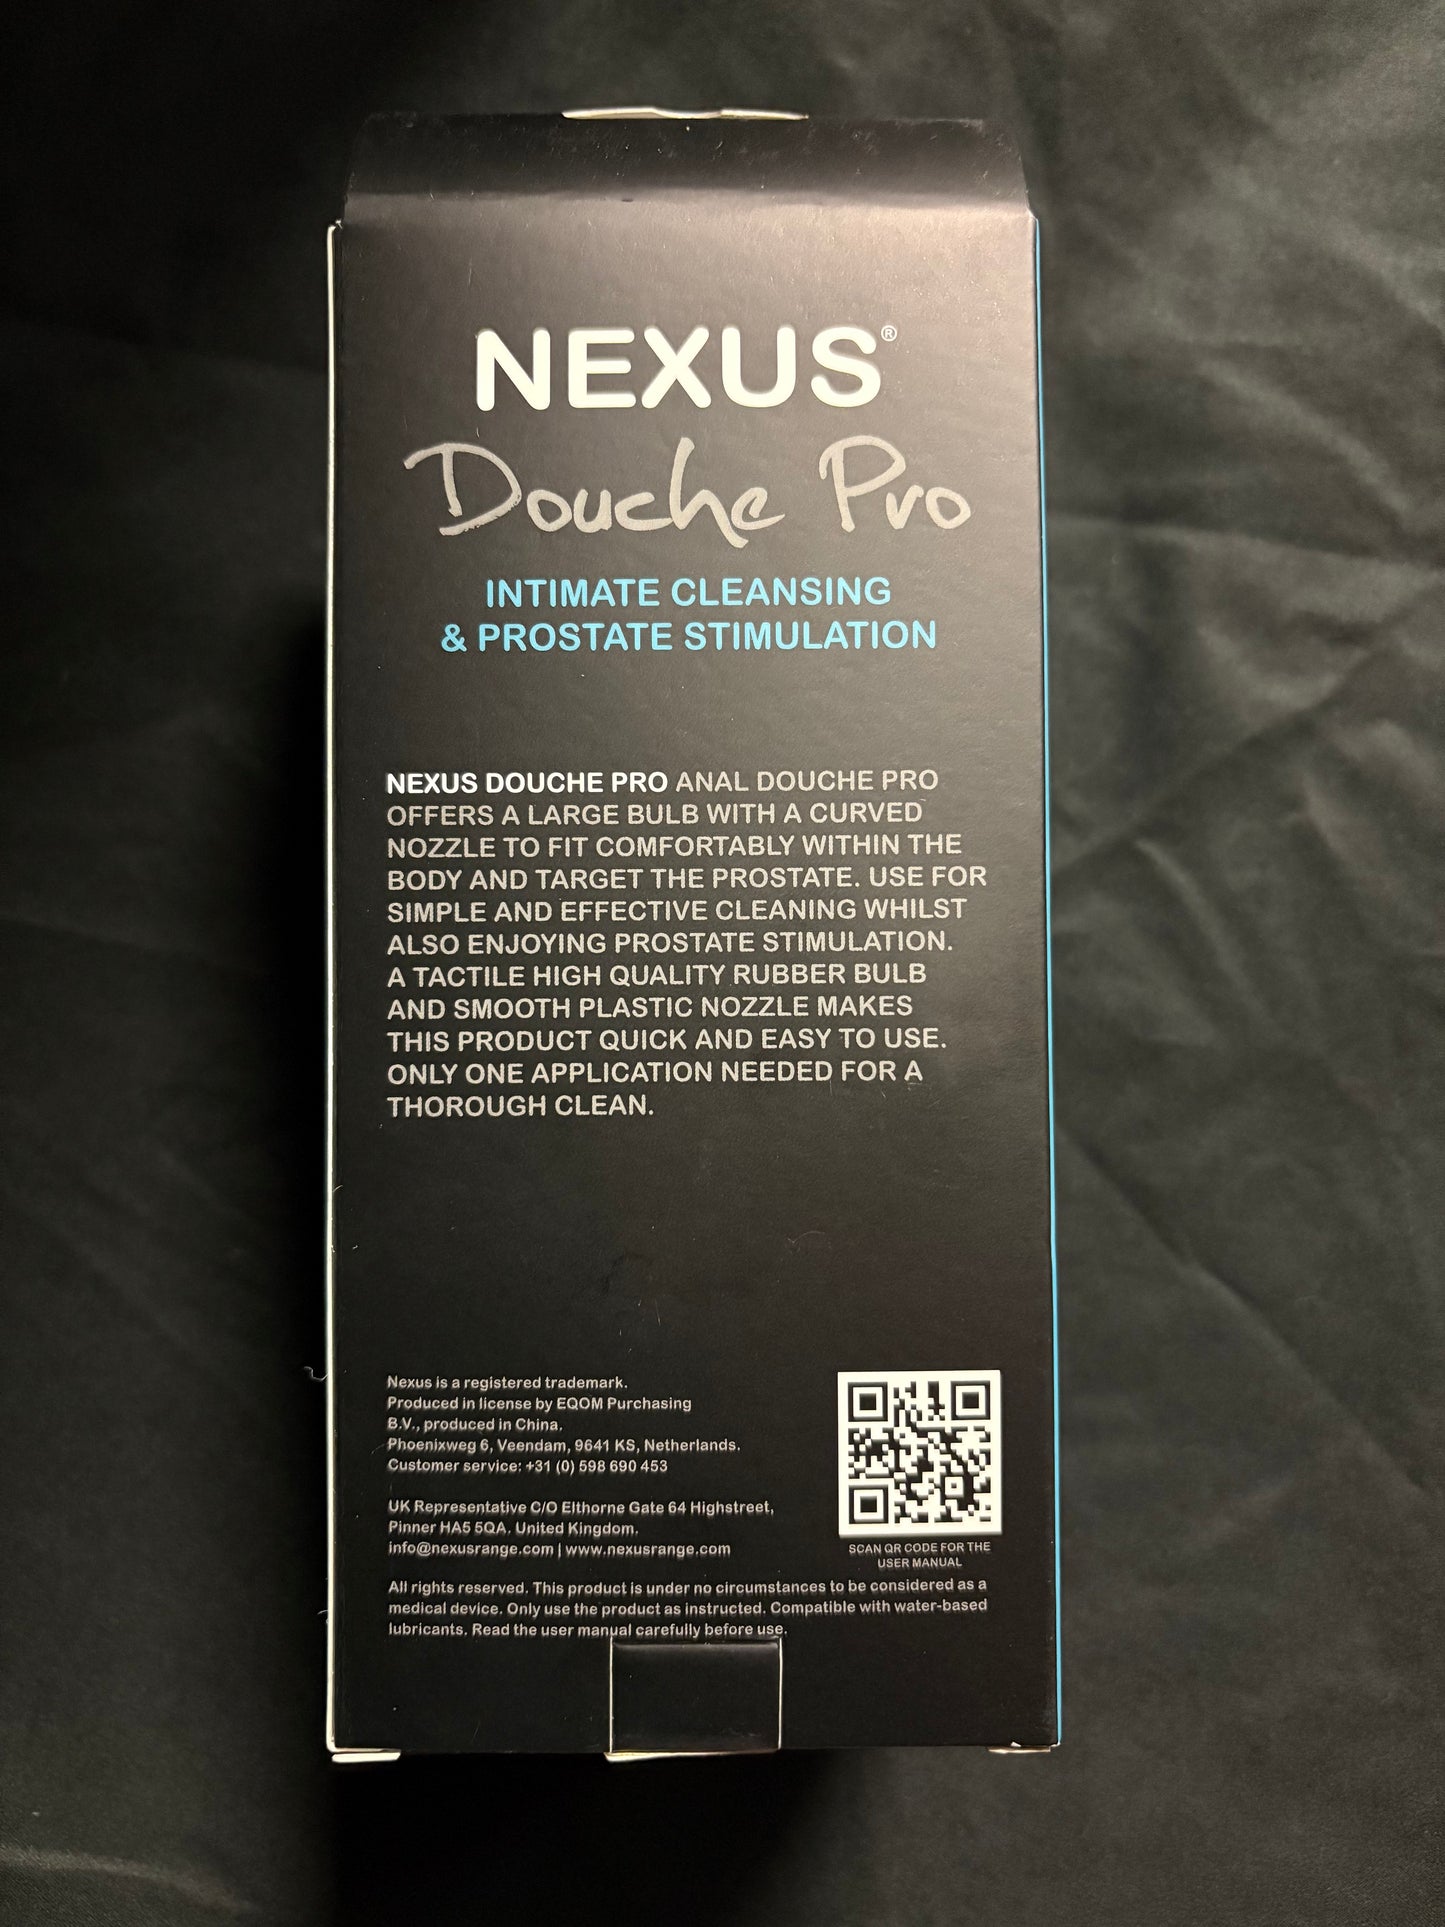 NEXUS®
Douche Pro
INTIMATE CLEANSING
& PROSTATE STIMULATION
NEXUS DOUCHE PRO ANAL DOUCHE PRO
OFFERS A LARGE BULB WITH A CURVED
NOZZLE TO FIT COMFORTABLY WITHIN THE
BODY AND TARGET THE PROSTATE. USE FOR
SIMPLE AND EFFECTIVE CLEANING WHILST
ALSO ENJOYING PROSTATE STIMULATION.
A TACTILE HIGH QUALITY RUBBER BULB
AND SMOOTH PLASTIC NOZZLE MAKES
THIS PRODUCT QUICK AND EASY TO USE.
ONLY ONE APPLICATION NEEDED FOR A
THOROUGH CLEAN.
Nexus is a registered trademark.
Produced in license by EQOM Purchasing
B.V., produced in China.
Phoenixweg 6, Veendam, 9641 KS, Netherlands.
Customer service: +31 (0) 598 690 453
UK Representative C/O Elthorne Gate 64 Highstreet,
Pinner HA5 5QA. United Kingdom.
info@nexusrange.com | www.nexusrange.com
SCAN QR CODE FOR THE
USER MANUAL
All rights reserved. This product is under no circumstances to be considered as a
medical device. Only use the product as instructed. Compatible with water-based
lubricants. Read the user manual carefully before use.